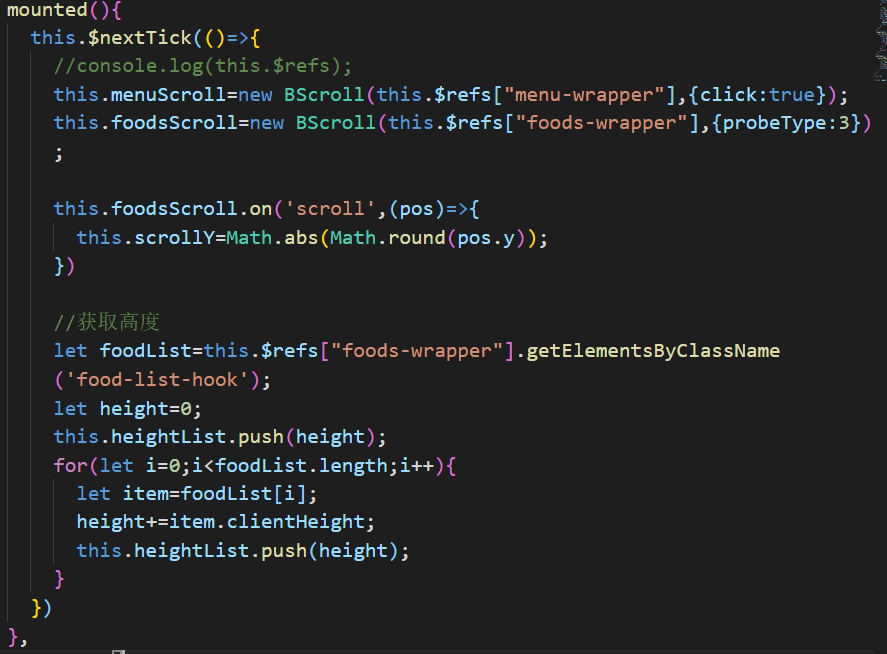 mounted(){
this.$nextTick(()=>{
//console.log(this.$refs);
this.menuScroll=new BScroll(this.$refs["menu-wrapper"],{click:true});
this.foodsScroll=new BScroll(this.$refs["foods-wrapper"],{probeType:3})
;
this.foodsScroll.on('scroll',(pos)=>{
this.scrollY=Math.abs(Math.round(pos.y));
})
//获取高度
let foodList=this.$refs["foods-wrapper"].getElementsByClassName
('food-list-hook');
let height=0;
this.heightList.push(height);
for(let i=0;i<foodList.length;i++){
let item=foodList[i];
height+=item.clientHeight;
this.heightList.push(height);
}
})
},